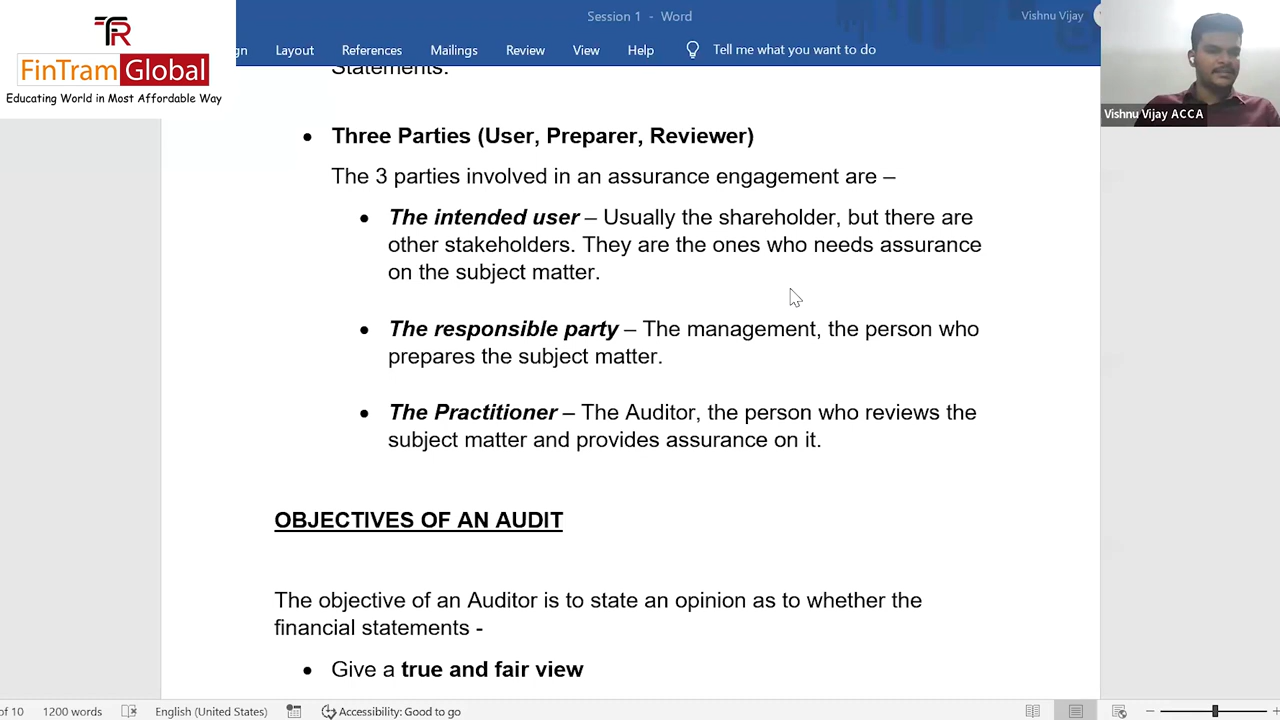 TR
FinTram Global
Educating World in Most Affordable Way
Session 1 - Word
Vishnu Vijay
gn Layout References Mailings Review View Help Tell me what you want to do
Vishnu Vijay ACCA
Statements.
• Three Parties (User, Preparer, Reviewer)
The 3 parties involved in an assurance engagement are –
• The intended user – Usually the shareholder, but there are
other stakeholders. They are the ones who needs assurance
on the subject matter.
• The responsible party – The management, the person who
prepares the subject matter.
• The Practitioner – The Auditor, the person who reviews the
subject matter and provides assurance on it.
OBJECTIVES OF AN AUDIT
The objective of an Auditor is to state an opinion as to whether the
financial statements -
• Give a true and fair view
of 10 1200 words English (United States) Accessibility: Good to go